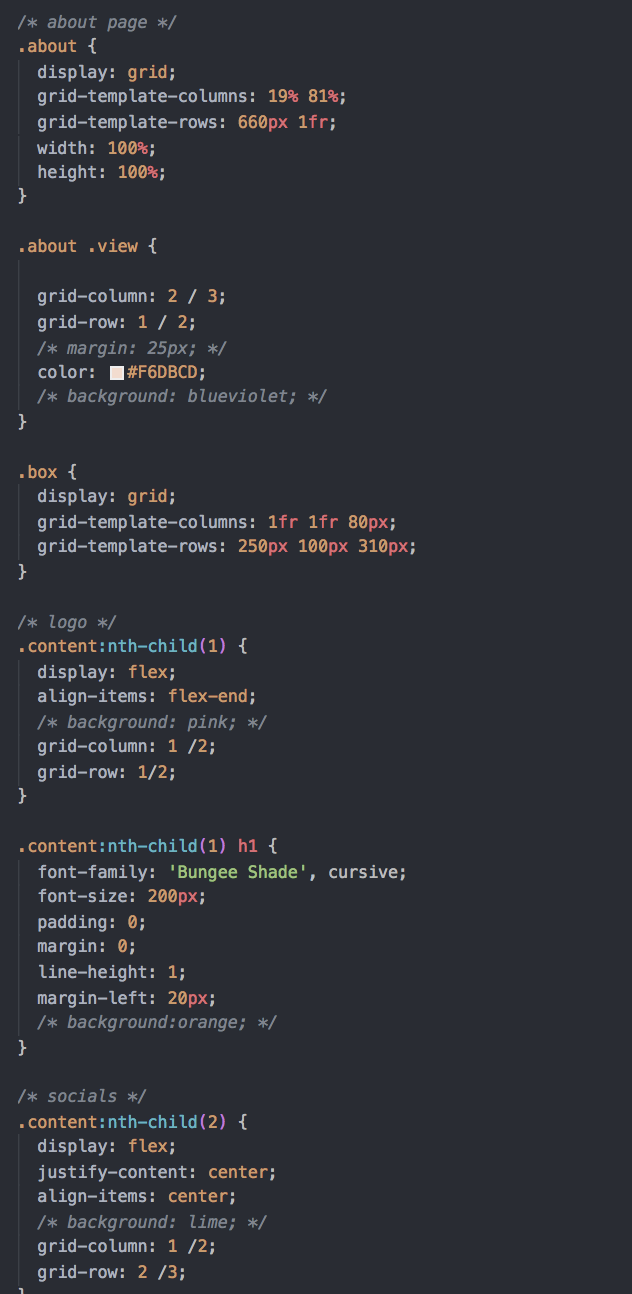 /* about page */
.about {
display: grid;
grid-template-columns: 19% 81%;
grid-template-rows: 660px 1fr;
width: 100%;
height: 100%;
}
.about .view {
grid-column: 2 / 3;
grid-row: 1 / 2;
/* margin: 25px; */
color: #F6DBCD;
/* background: blueviolet; */
}
.box {
display: grid;
grid-template-columns: 1fr 1fr 80px;
grid-template-rows: 250px 100px 310px;
}
/* logo */
.content:nth-child(1) {
display: flex;
align-items: flex-end;
/* background: pink; */
grid-column: 1 /2;
grid-row: 1/2;
}
.content:nth-child(1) h1 {
font-family: 'Bungee Shade', cursive;
font-size: 200px;
padding: 0;
margin: 0;
line-height: 1;
margin-left: 20px;
/* background:orange; */
}
/* socials */
.content:nth-child(2) {
display: flex;
justify-content: center;
align-items: center;
/* background: lime; */
grid-column: 1 /2;
grid-row: 2 /3;
}